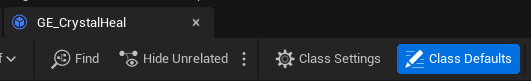 GE_CrystalHeal
Find Hide Unrelated Class Settings Class Defaults